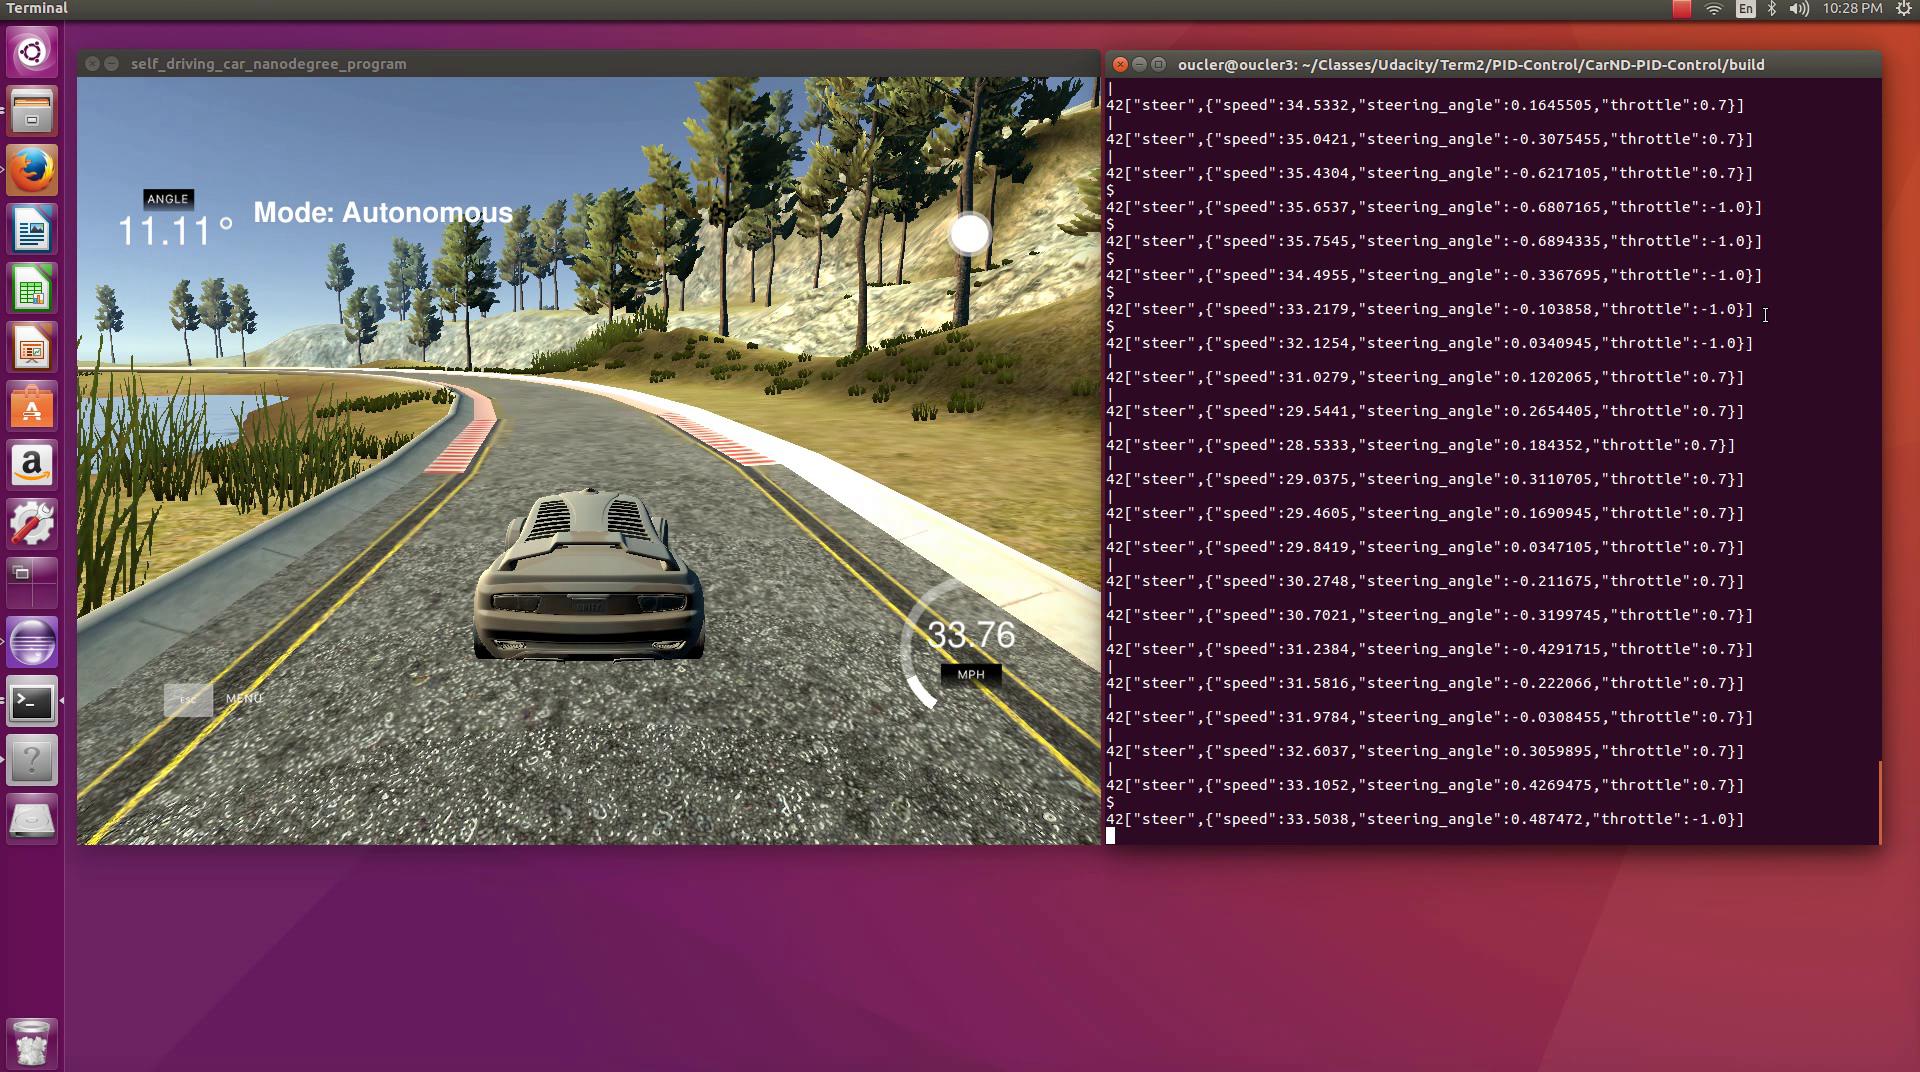 Terminal
En
10:28 PM
self_driving_car_nanodegree_program
ANGLE
11.11°
Mode: Autonomous
33.76
MPH
ESC
MENU
oucler@oucler3: ~/Classes/Udacity/Term2/PID-Control/CarND-PID-Control/build
|
42["steer",{"speed":34.5332,"steering_angle":0.1645505,"throttle":0.7}]
|
42["steer",{"speed":35.0421,"steering_angle":-0.3075455,"throttle":0.7}]
|
42["steer",{"speed":35.4304,"steering_angle":-0.6217105,"throttle":0.7}]
$
42["steer",{"speed":35.6537,"steering_angle":-0.6807165,"throttle":-1.0}]
$
42["steer",{"speed":35.7545,"steering_angle":-0.6894335,"throttle":-1.0}]
$
42["steer",{"speed":34.4955,"steering_angle":-0.3367695,"throttle":-1.0}]
$
42["steer",{"speed":33.2179,"steering_angle":-0.103858,"throttle":-1.0}]
$
42["steer",{"speed":32.1254,"steering_angle":0.0340945,"throttle":-1.0}]
|
42["steer",{"speed":31.0279,"steering_angle":0.1202065,"throttle":0.7}]
|
42["steer",{"speed":29.5441,"steering_angle":0.2654405,"throttle":0.7}]
|
42["steer",{"speed":28.5333,"steering_angle":0.184352,"throttle":0.7}]
|
42["steer",{"speed":29.0375,"steering_angle":0.3110705,"throttle":0.7}]
|
42["steer",{"speed":29.4605,"steering_angle":0.1690945,"throttle":0.7}]
|
42["steer",{"speed":29.8419,"steering_angle":0.0347105,"throttle":0.7}]
|
42["steer",{"speed":30.2748,"steering_angle":-0.211675,"throttle":0.7}]
|
42["steer",{"speed":30.7021,"steering_angle":-0.3199745,"throttle":0.7}]
|
42["steer",{"speed":31.2384,"steering_angle":-0.4291715,"throttle":0.7}]
|
42["steer",{"speed":31.5816,"steering_angle":-0.222066,"throttle":0.7}]
|
42["steer",{"speed":31.9784,"steering_angle":-0.0308455,"throttle":0.7}]
|
42["steer",{"speed":32.6037,"steering_angle":0.3059895,"throttle":0.7}]
|
42["steer",{"speed":33.1052,"steering_angle":0.4269475,"throttle":0.7}]
$
42["steer",{"speed":33.5038,"steering_angle":0.487472,"throttle":-1.0}]